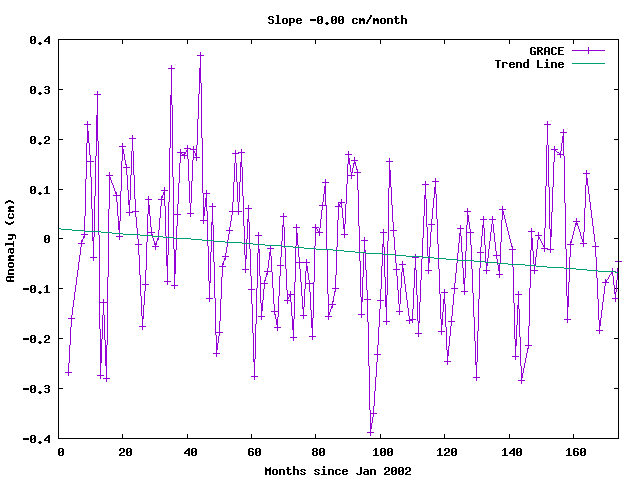 Slope -0.00 cm/month
GRACE
Trend Line
0.4
0.3
0.2
0.1
0
-0.1
-0.2
-0.3
-0.4
Anomaly (cm)
0 20 40 60 80 100 120 140 160
Months since Jan 2002